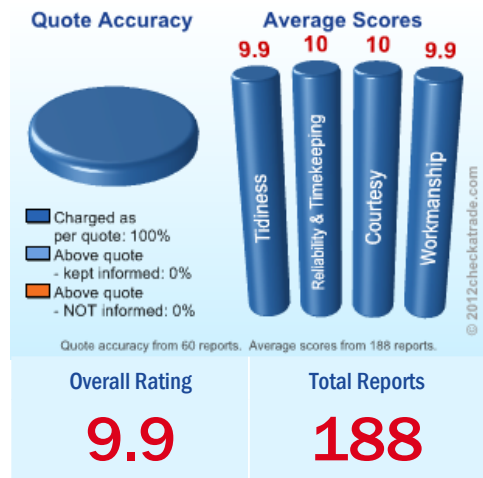 Quote Accuracy
Charged as
per quote: 100%
Above quote
- kept informed: 0%
Above quote
- NOT informed: 0%
Average Scores
9.9
10
10
9.9
Tidiness
Reliability & Timekeeping
Courtesy
Workmanship
© 2012checkatrade.com
Quote accuracy from 60 reports. Average scores from 188 reports.
Overall Rating
9.9
Total Reports
188